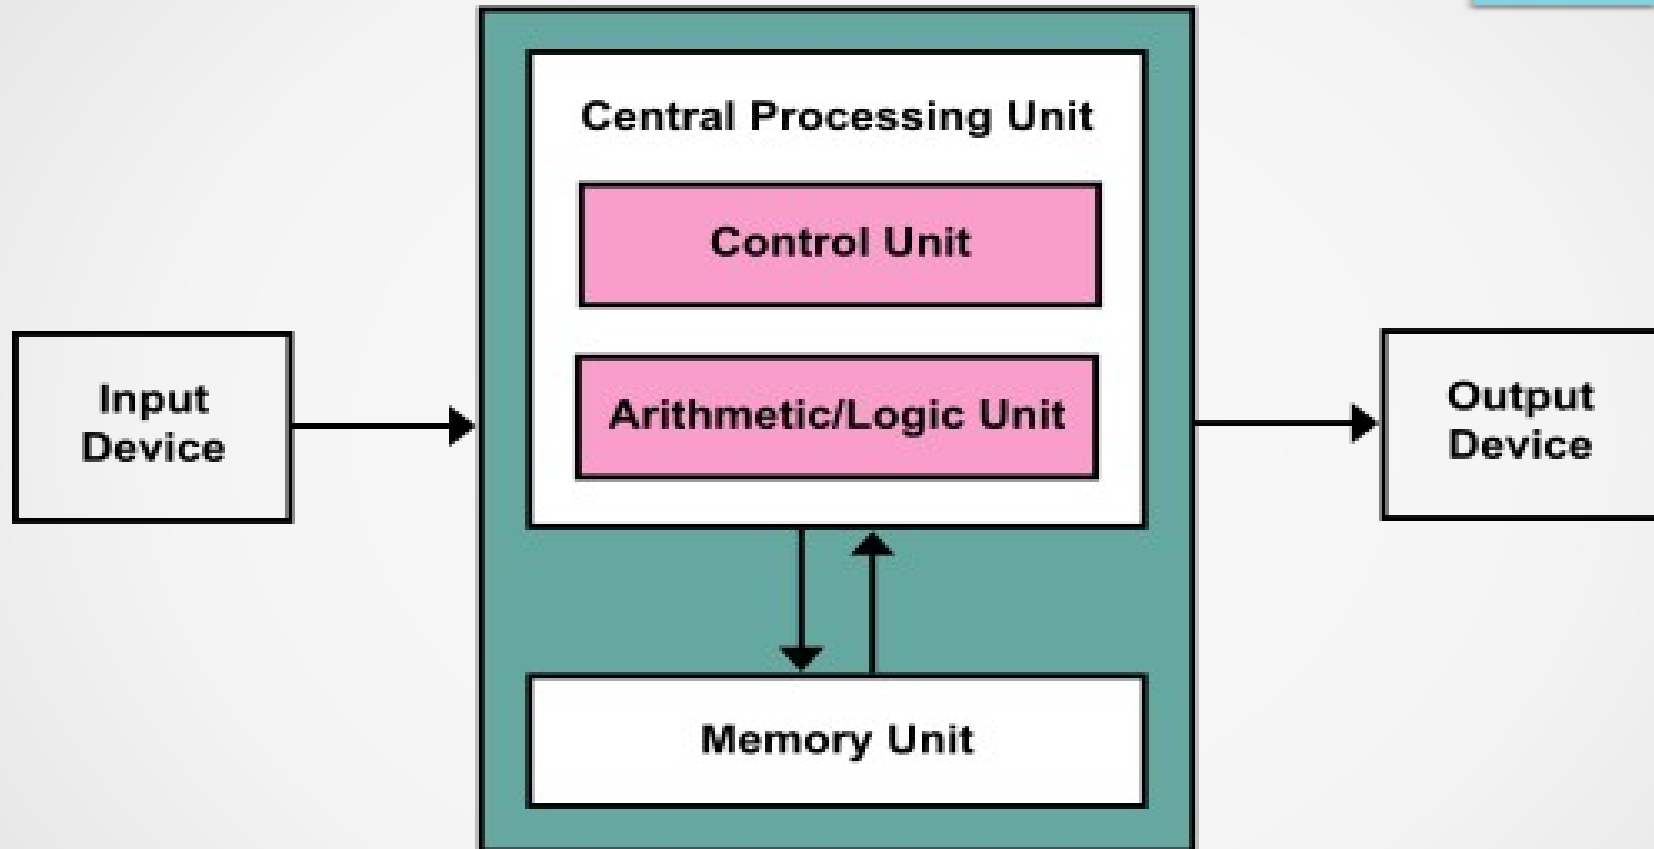 Central Processing Unit
Control Unit
Arithmetic/Logic Unit
Input
Device
Output
Device
Memory Unit